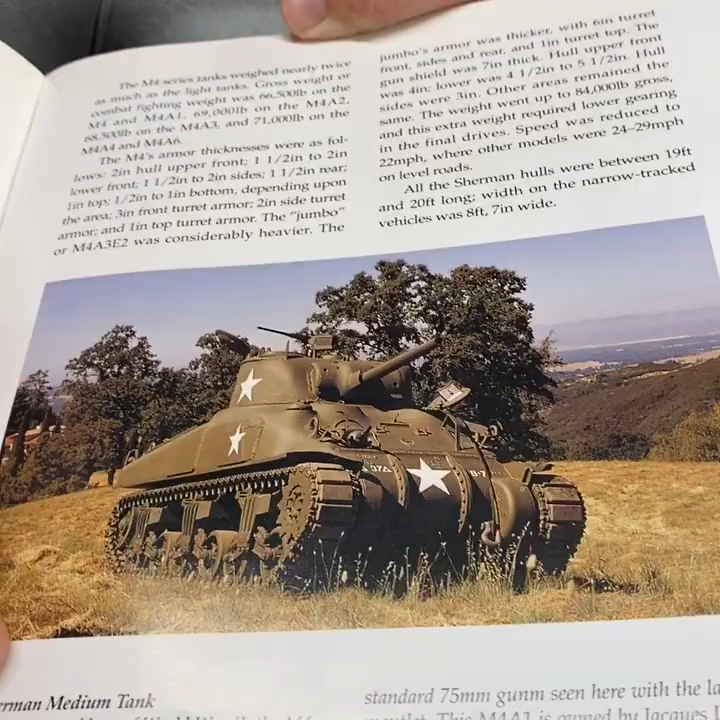 The M4 series tanks weighed nearly twice
as much as the light tanks. Gross weight or
combat fighting weight was 66,500lb on the
M4 and M4A1, 69,000lb on the M4A2,
68,500lb on the M4A3, and 71,000lb on the
M4A4 and M4A6.
The M4's armor thicknesses were as fol-
lows: 2in hull upper front; 1 1/2in to 2in
lower front; 1 1/2in to 2in sides; 1 1/2in rear;
1in top; 1/2in to 1in bottom, depending upon
the area; 3in front turret armor; 2in side turret
armor; and 1in top turret armor. The "jumbo"
or M4A3E2 was considerably heavier. The
jumbo's armor was thicker, with 6in turret
front, sides and rear, and 1in turret top. The
gun shield was 7in thick. Hull upper front
was 4in; lower was 4 1/2in to 5 1/2in. Hull
sides were 3in. Other areas remained the
same. The weight went up to 84,000lb gross,
and this extra weight required lower gearing
in the final drives. Speed was reduced to
22mph, where other models were 24–29mph
on level roads.
All the Sherman hulls were between 19ft
and 20ft long; width on the narrow-tracked
vehicles was 8ft, 7in wide.
37Δ
B-7
erman Medium Tank
standard 75mm gunm seen here with the la
This M4A1 is owned by Jacques